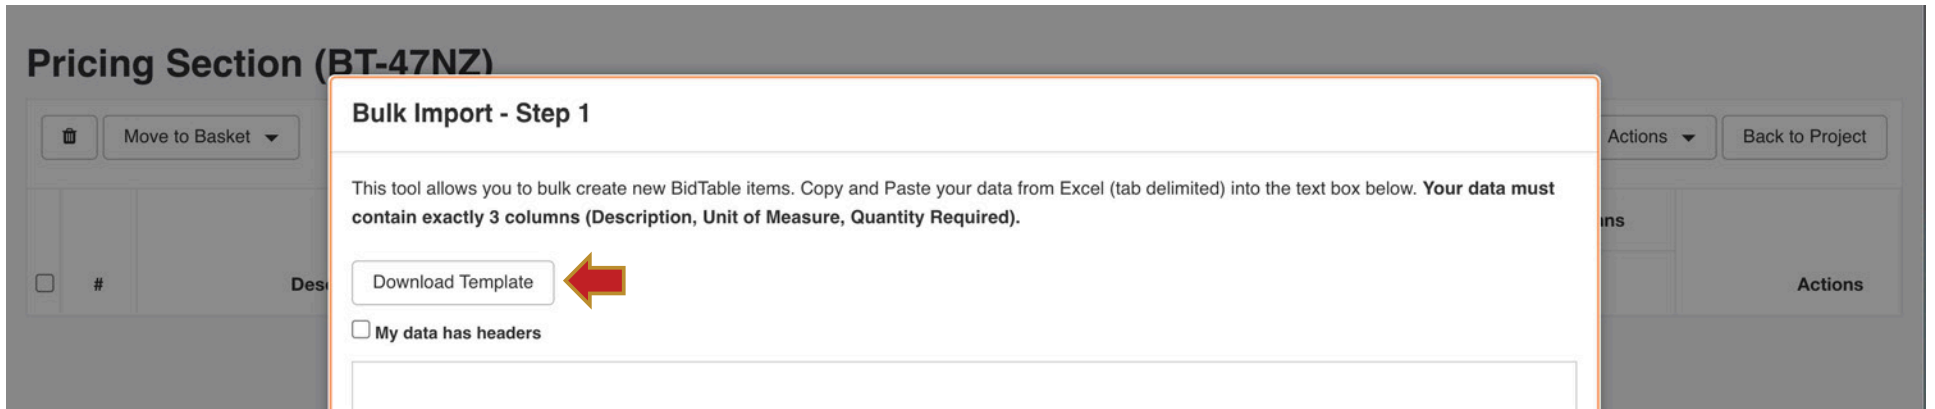 Pricing Section (BT-47NZ)
Bulk Import - Step 1
Move to Basket
Actions
Back to Project
This tool allows you to bulk create new BidTable items. Copy and Paste your data from Excel (tab delimited) into the text box below. Your data must
contain exactly 3 columns (Description, Unit of Measure, Quantity Required).
Download Template
#
Actions
My data has headers